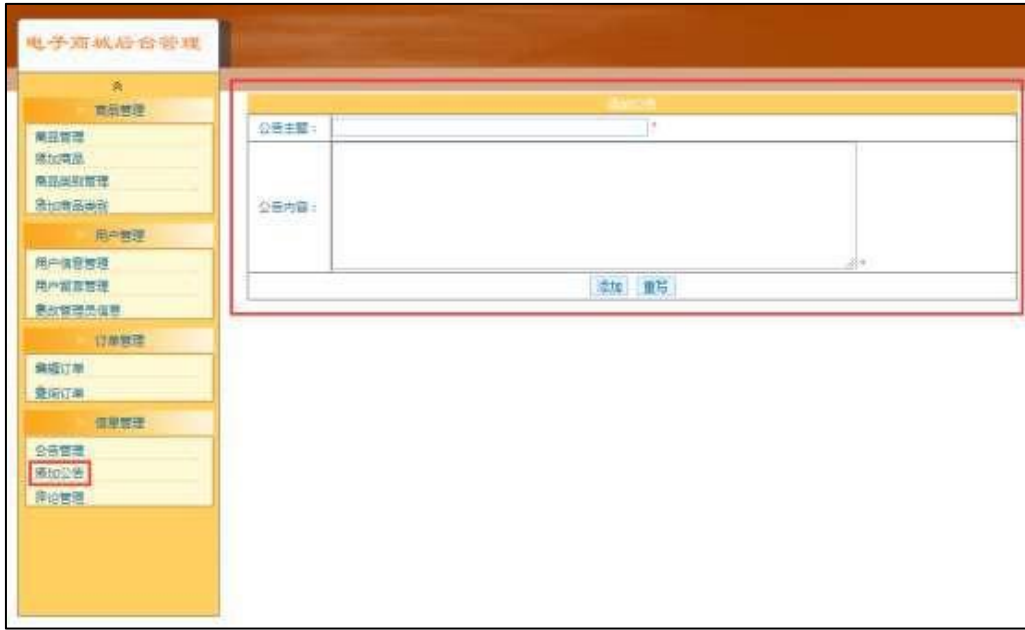 电子商城后台管理
商品管理
商品管理
添加商品
商品类别管理
添加商品类别
用户管理
用户信息管理
用户留言管理
更改管理员信息
订单管理
编辑订单
查询订单
信息管理
公告管理
添加公告
评论管理
添加公告
公告主题：
*
公告内容：
*
添加 重写